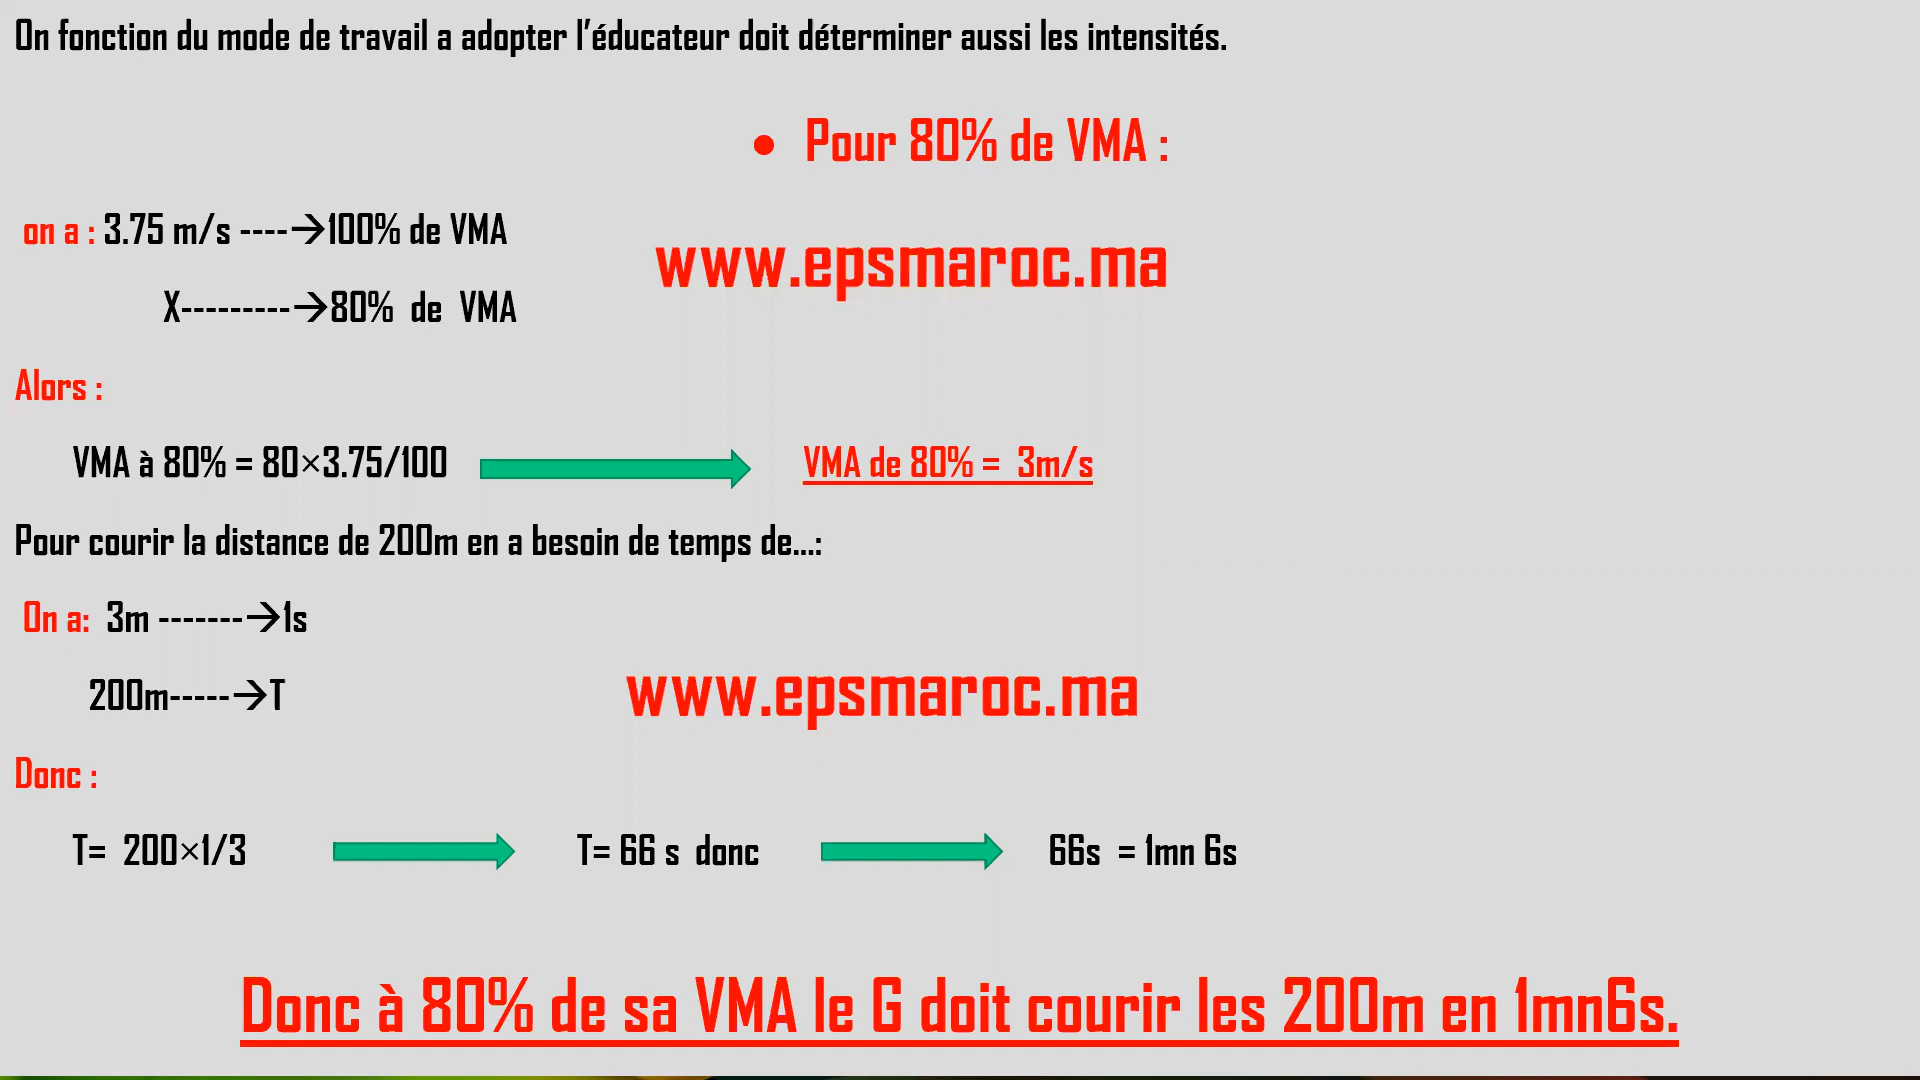 On fonction du mode de travail a adopter l'éducateur doit déterminer aussi les intensités.
• Pour 80% de VMA :
on a : 3.75 m/s ----→100% de VMA
www.epsmaroc.ma
X---------→80% de VMA
Alors :
VMA à 80% = 80×3.75/100 VMA de 80% = 3m/s
Pour courir la distance de 200m en a besoin de temps de...:
On a: 3m -------→1s
200m-----→T
www.epsmaroc.ma
Donc :
T= 200×1/3 T= 66 s donc 66s = 1mn 6s
Donc à 80% de sa VMA le G doit courir les 200m en 1mn6s.